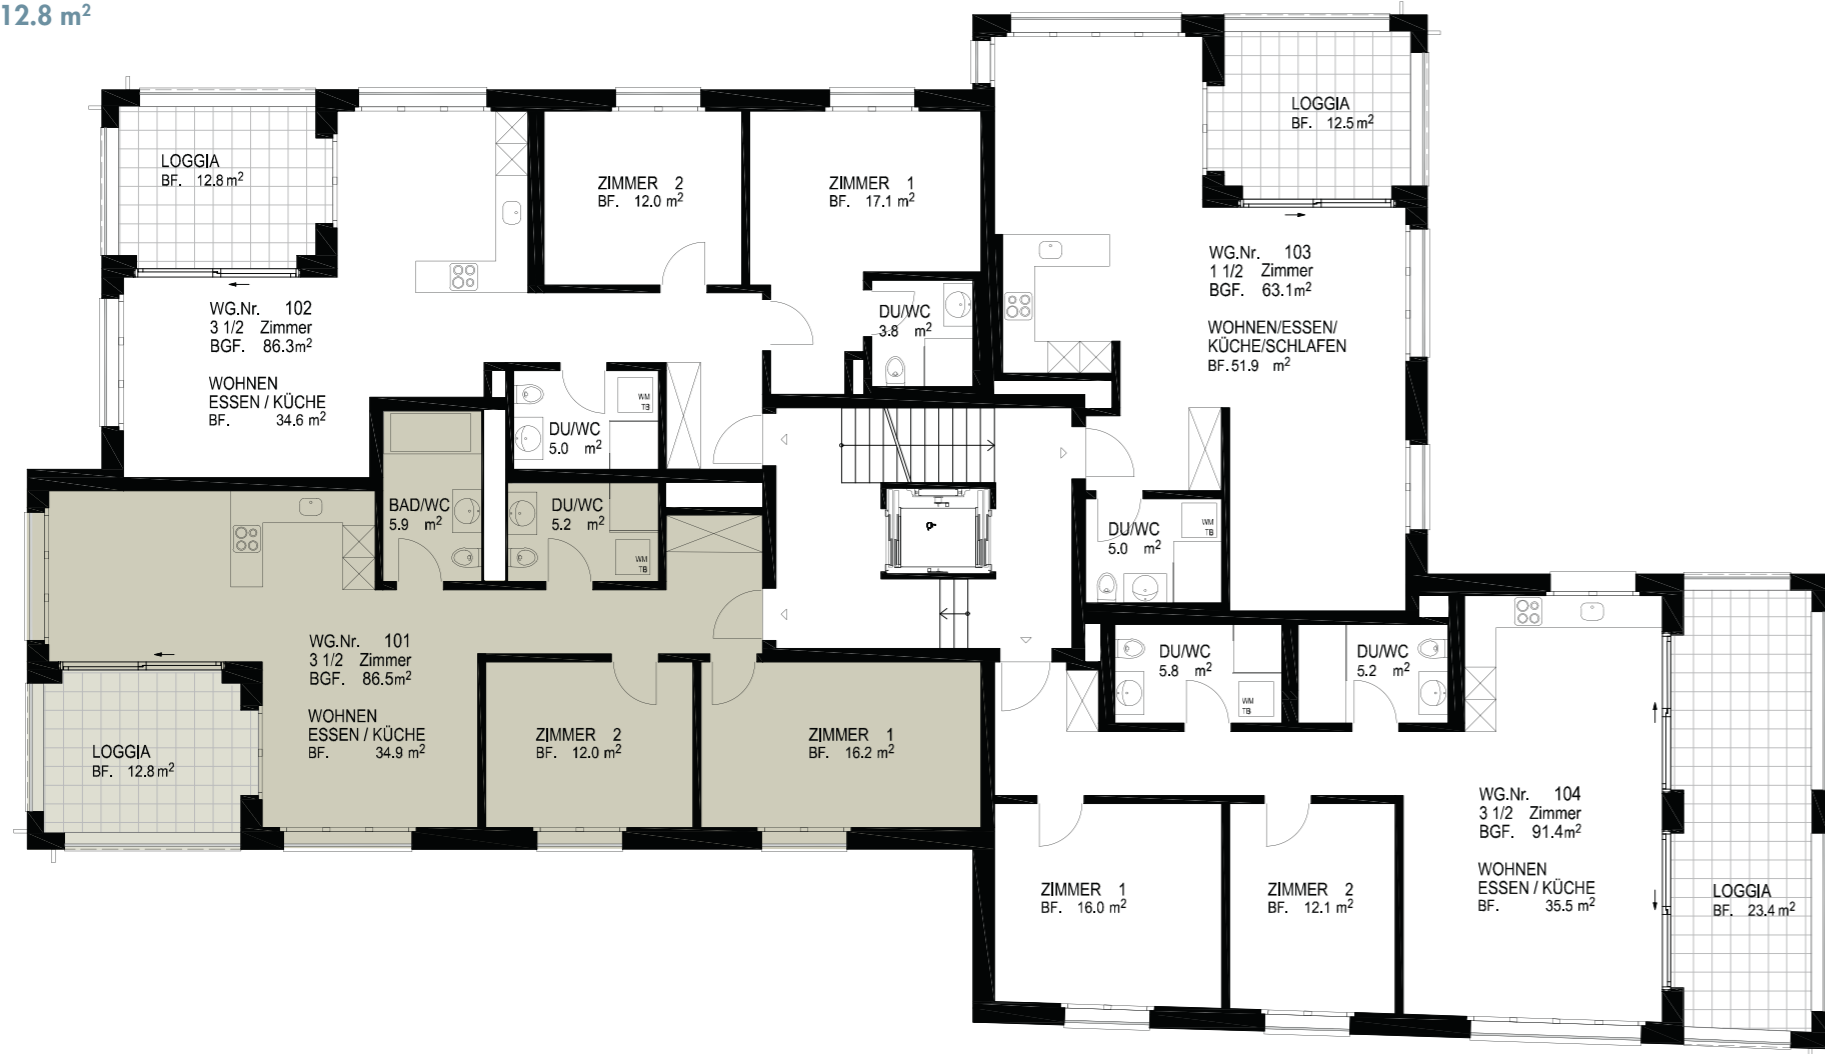 12.8 m²
LOGGIA
BF. 12.8 m²
ZIMMER 2
BF. 12.0 m²
ZIMMER 1
BF. 17.1 m²
LOGGIA
BF. 12.5 m²
WG.Nr. 102
3 1/2 Zimmer
BGF. 86.3m²
WOHNEN
ESSEN / KÜCHE
BF. 34.6 m²
DU/WC
3.8 m²
WG.Nr. 103
1 1/2 Zimmer
BGF. 63.1m²
WOHNEN/ESSEN/
KÜCHE/SCHLAFEN
BF. 51.9 m²
DU/WC
5.0 m²
WM
TB
BAD/WC
5.9 m²
DU/WC
5.2 m²
WM
TB
DU/WC
5.0 m²
WM
TB
WG.Nr. 101
3 1/2 Zimmer
BGF. 86.5m²
WOHNEN
ESSEN / KÜCHE
BF. 34.9 m²
LOGGIA
BF. 12.8 m²
ZIMMER 2
BF. 12.0 m²
ZIMMER 1
BF. 16.2 m²
DU/WC
5.8 m²
WM
TB
DU/WC
5.2 m²
WG.Nr. 104
3 1/2 Zimmer
BGF. 91.4m²
WOHNEN
ESSEN / KÜCHE
BF. 35.5 m²
ZIMMER 1
BF. 16.0 m²
ZIMMER 2
BF. 12.1 m²
LOGGIA
BF. 23.4 m²